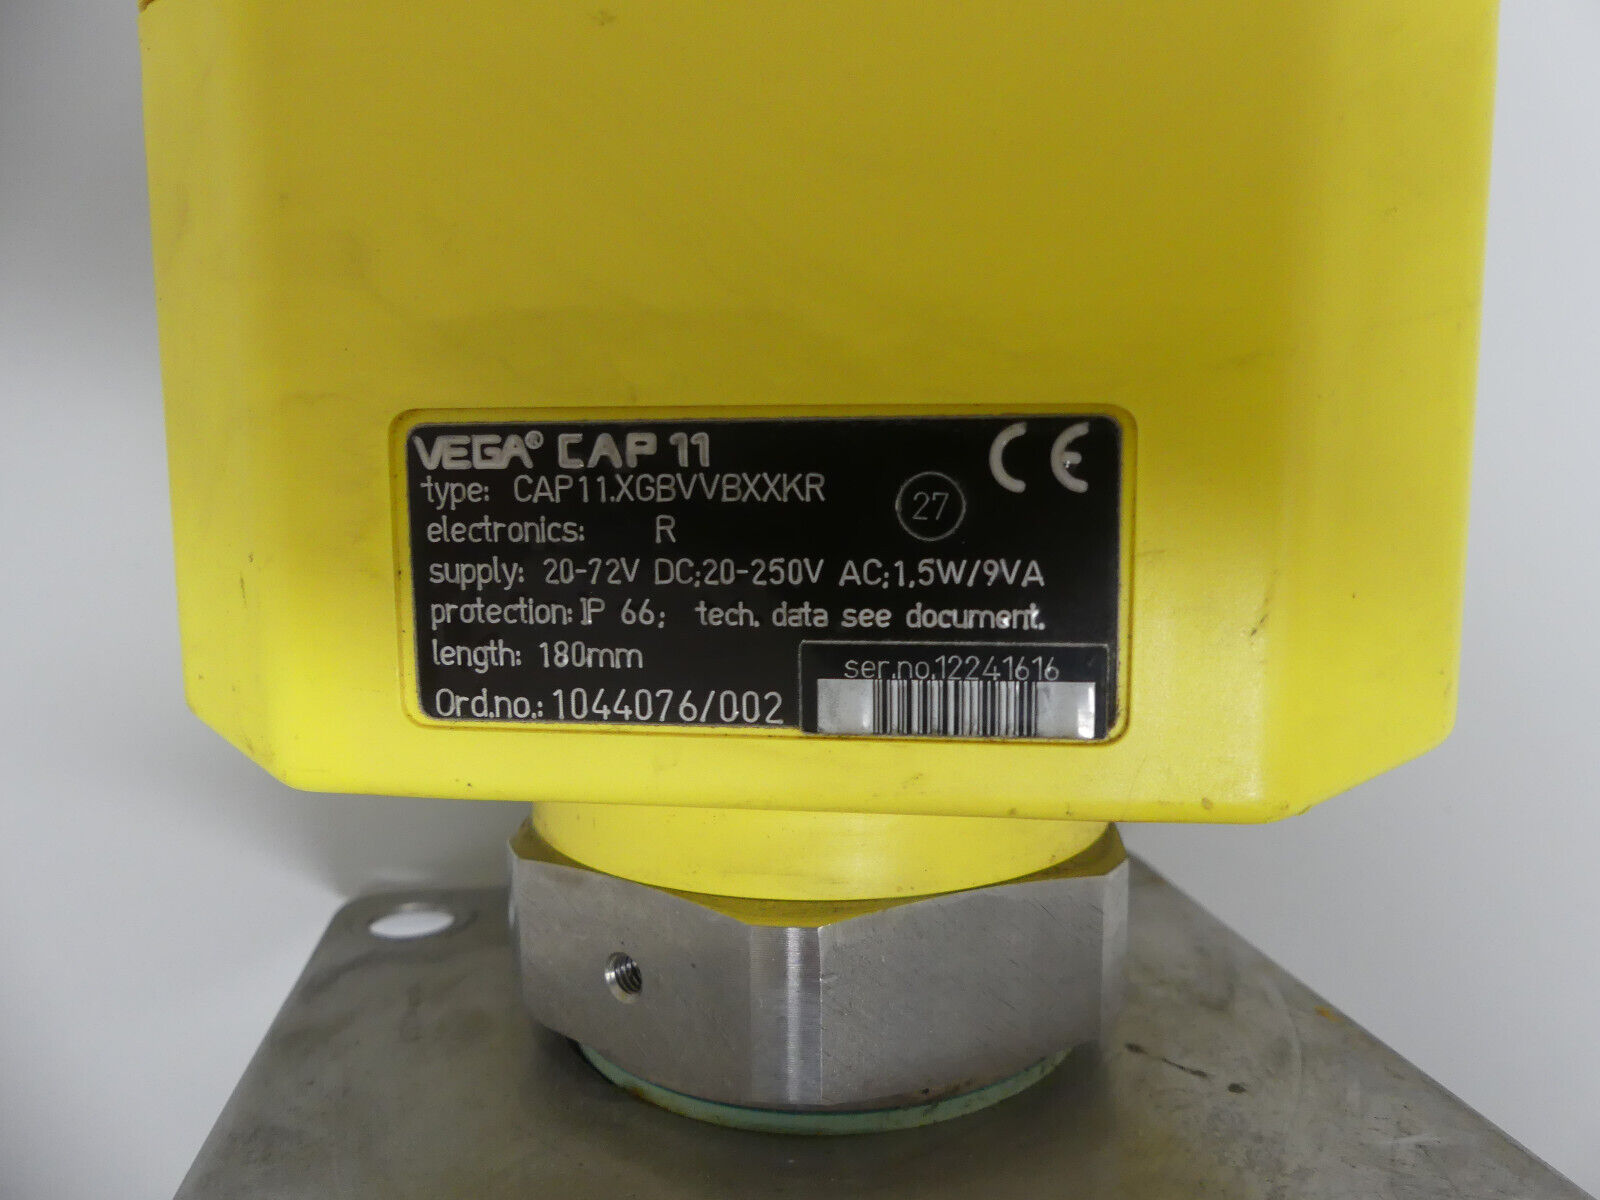 VEGA® CAP 11 CE
type: CAP11.XGBVVBXXKR 27
electronics: R
supply: 20-72V DC;20-250V AC;1,5W/9VA
protection: IP 66; tech. data see document.
length: 180mm
ser.no.12241616
Ord.no.: 1044076/002